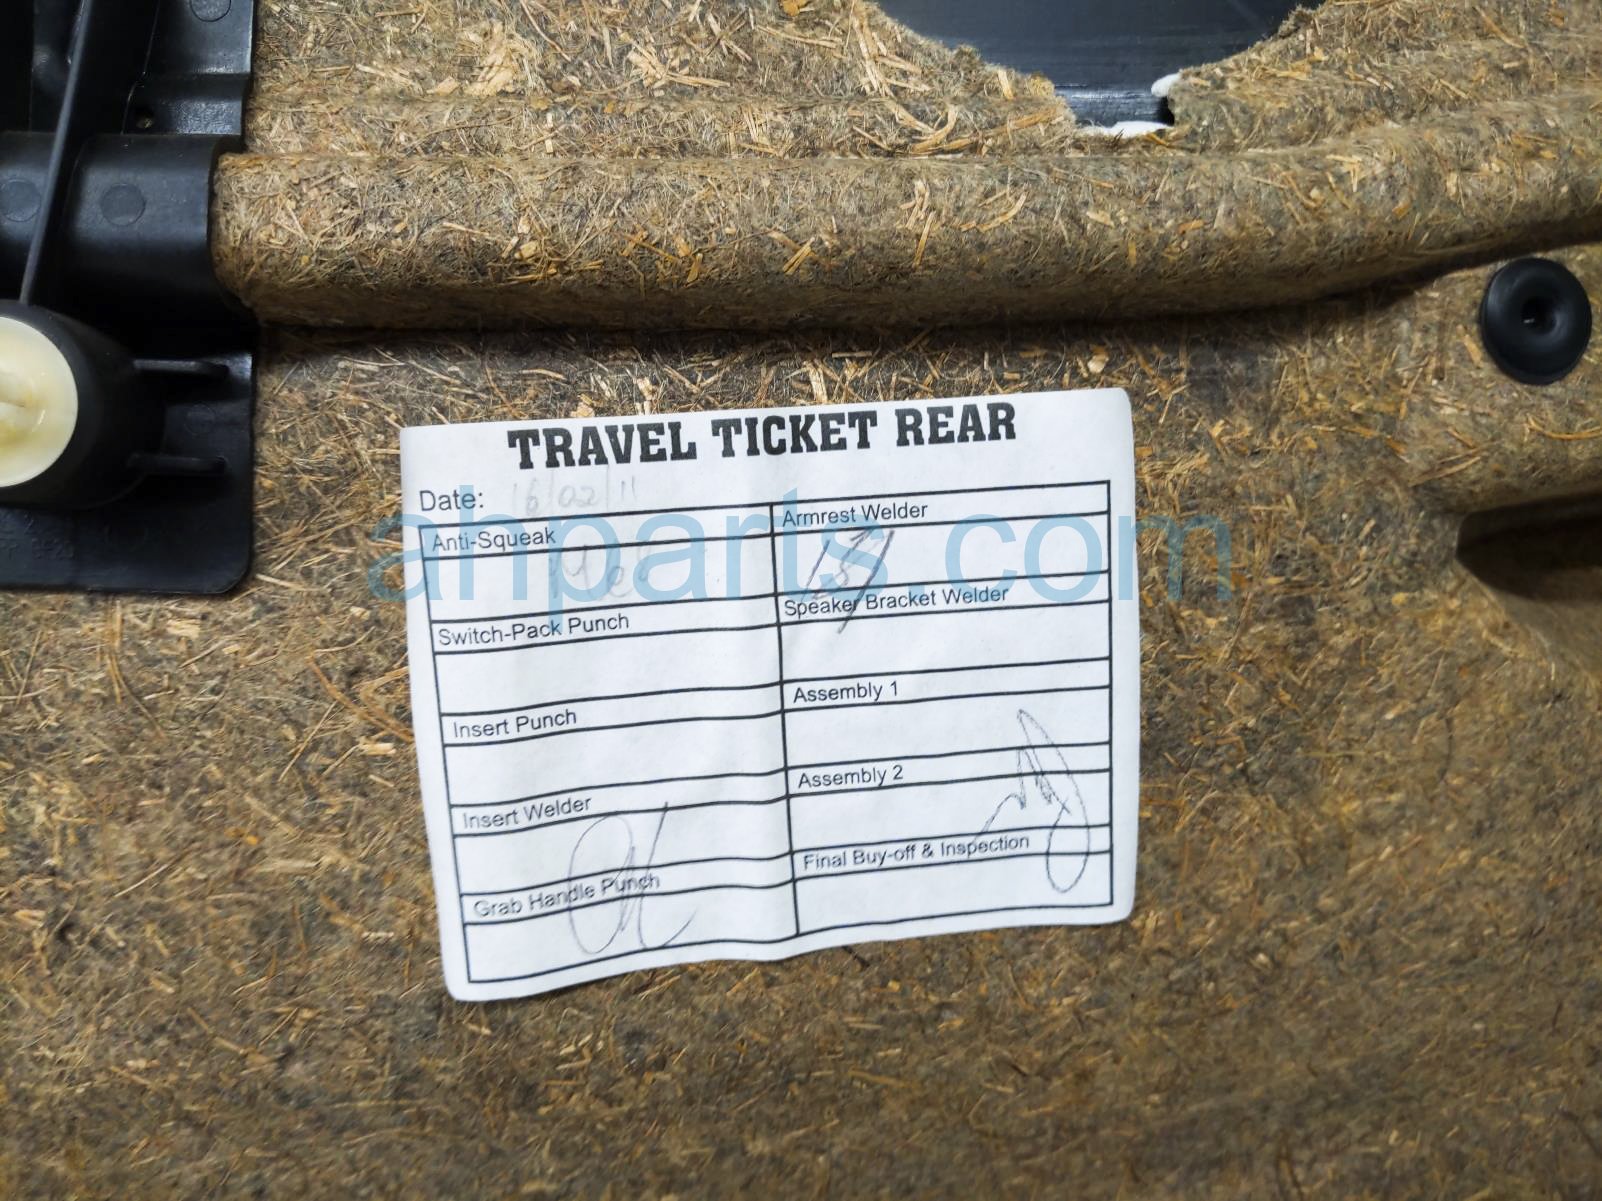 TRAVEL TICKET REAR
Date: 16/02/11
Anti-Squeak
Armrest Welder
ahparts.com
Switch-Pack Punch
Speaker Bracket Welder
Insert Punch
Assembly 1
Insert Welder
Assembly 2
Grab Handle Punch
Final Buy-off & Inspection